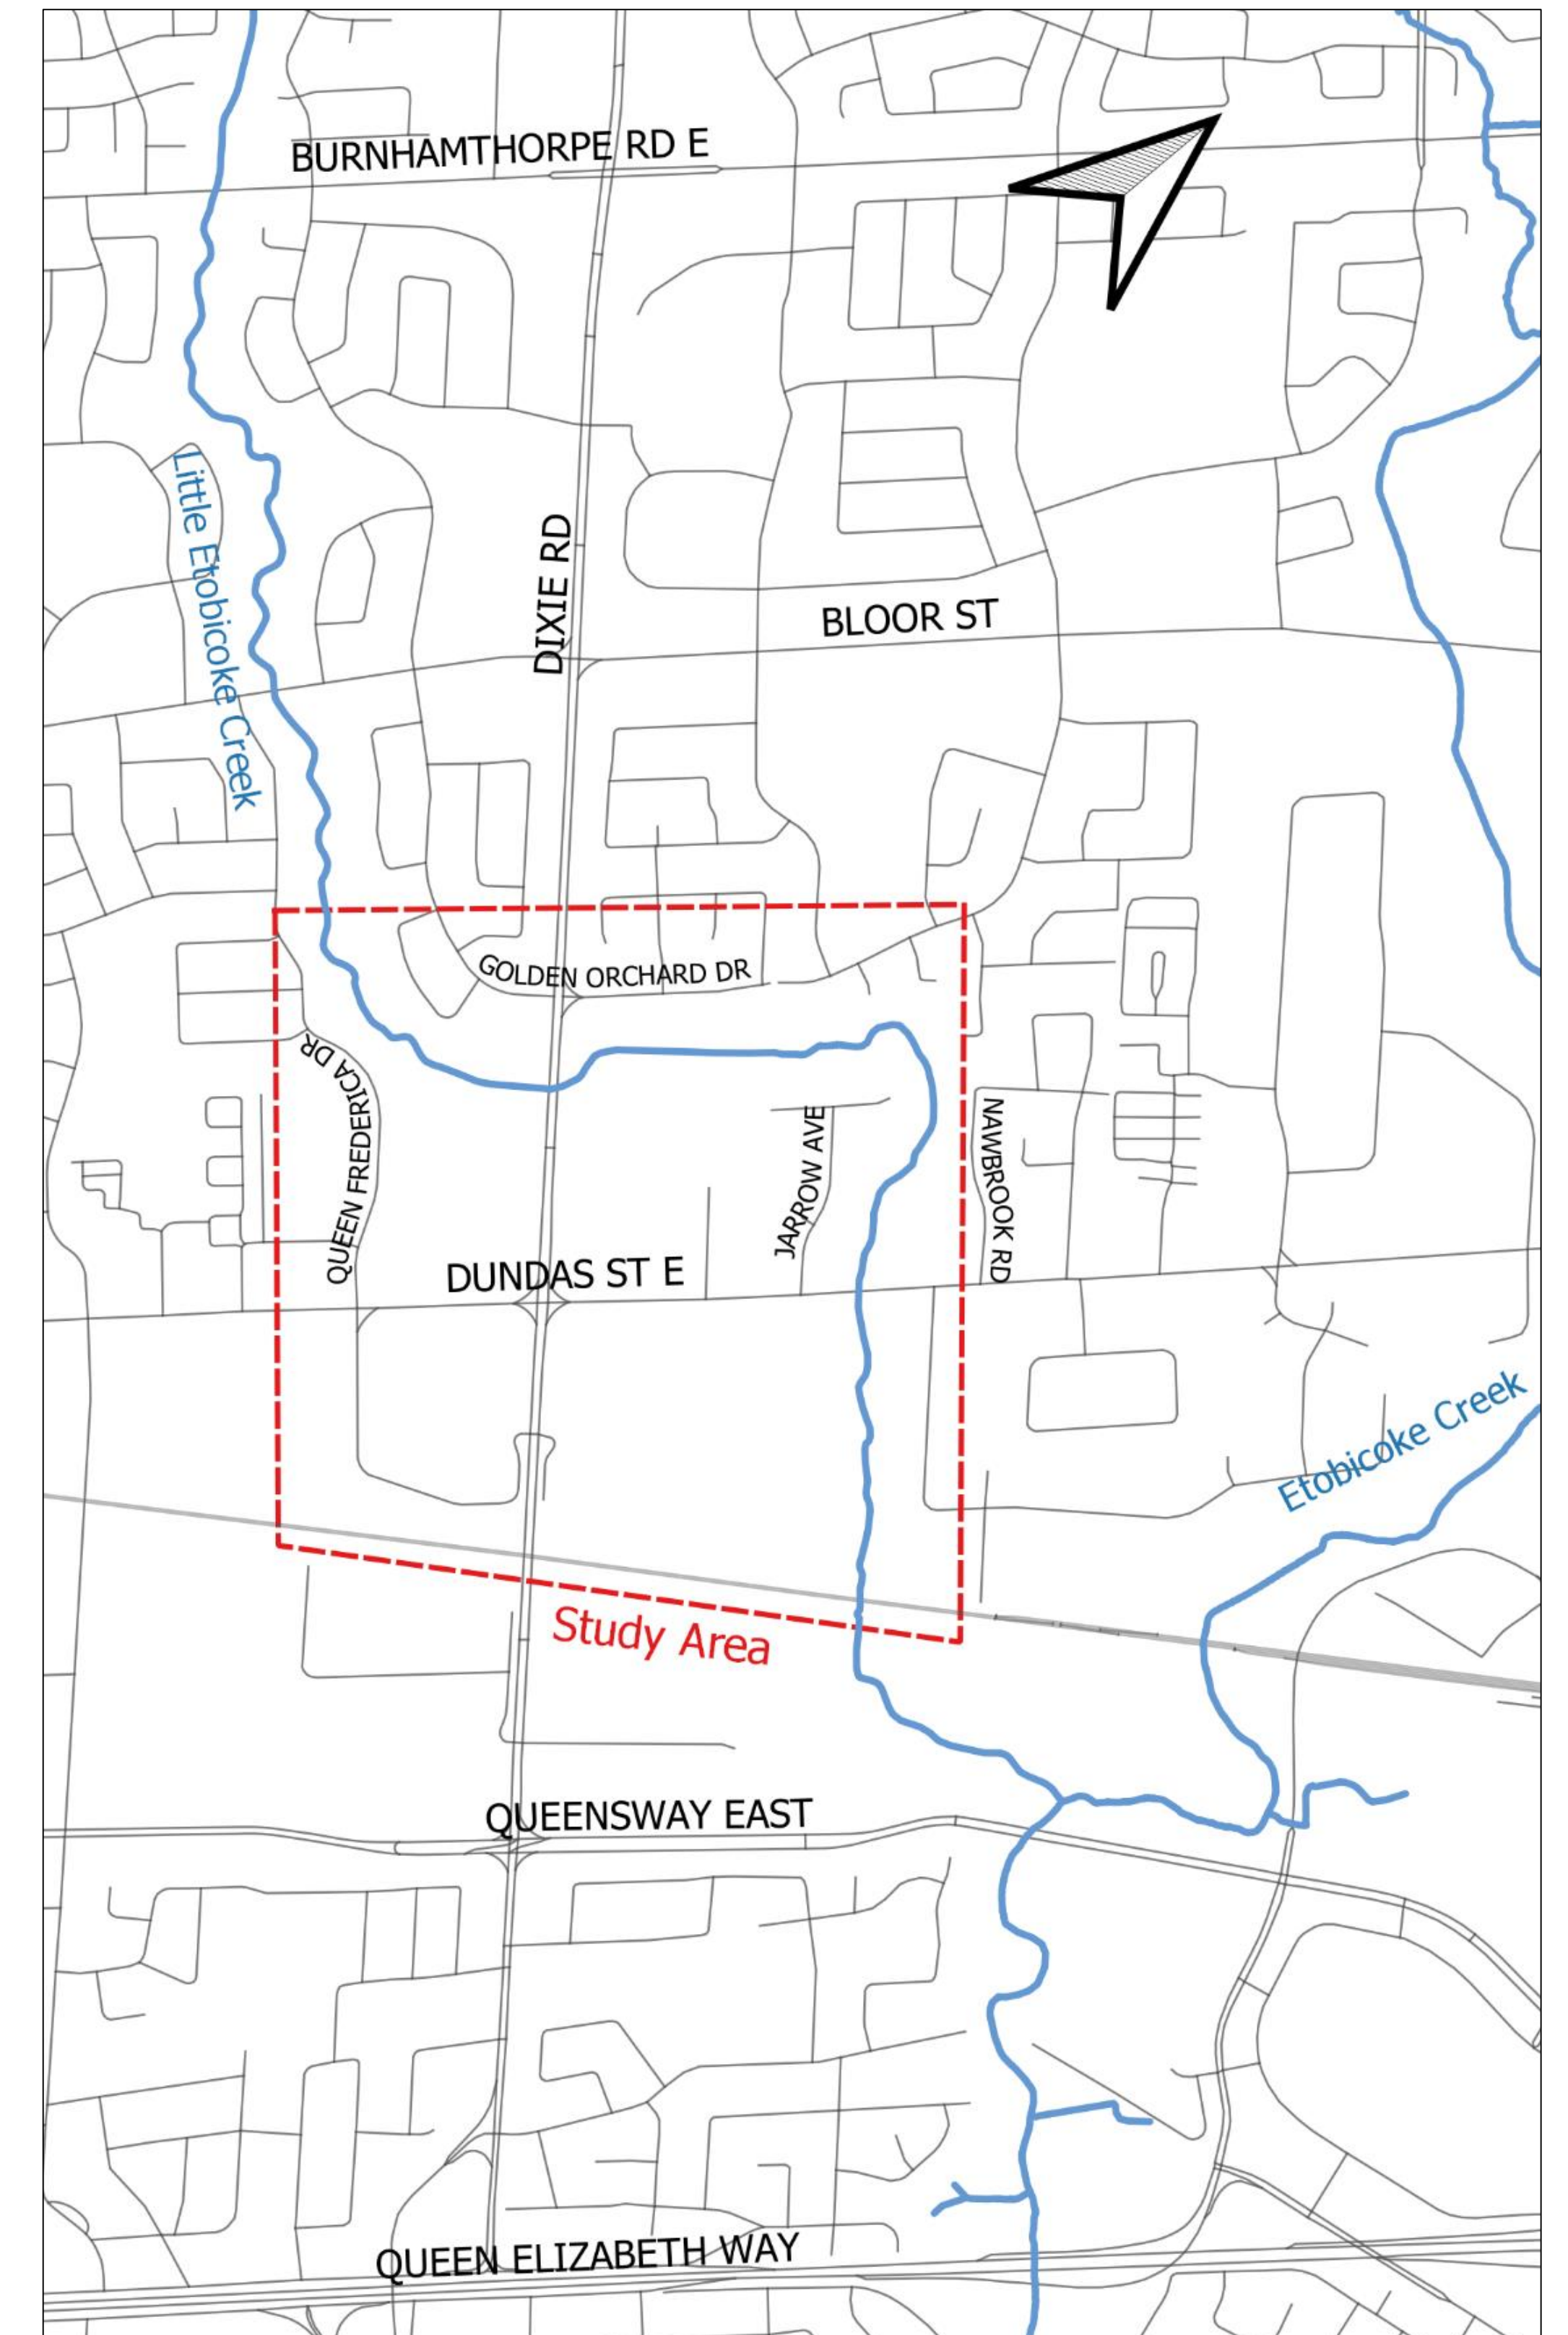 BURNHAMTHORPE RD E
Little Etobicoke Creek
DIXIE RD
BLOOR ST
GOLDEN ORCHARD DR
QUEEN FREDERICA DR
JARROW AVE
NAWBROOK RD
DUNDAS ST E
Etobicoke Creek
Study Area
QUEENSWAY EAST
QUEEN ELIZABETH WAY